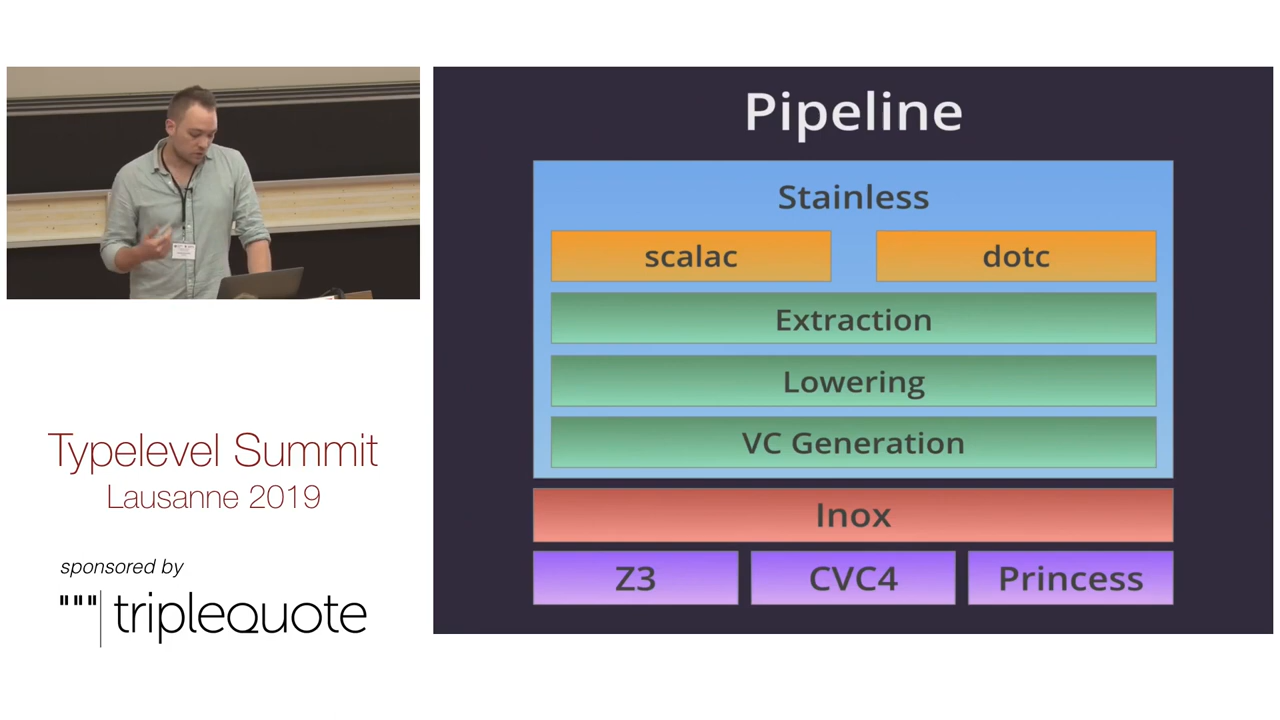 Pipeline
Stainless
scalac
dotc
Extraction
Lowering
VC Generation
Inox
Z3
CVC4
Princess
Typelevel Summit
Lausanne 2019
sponsored by
"""|triplequote